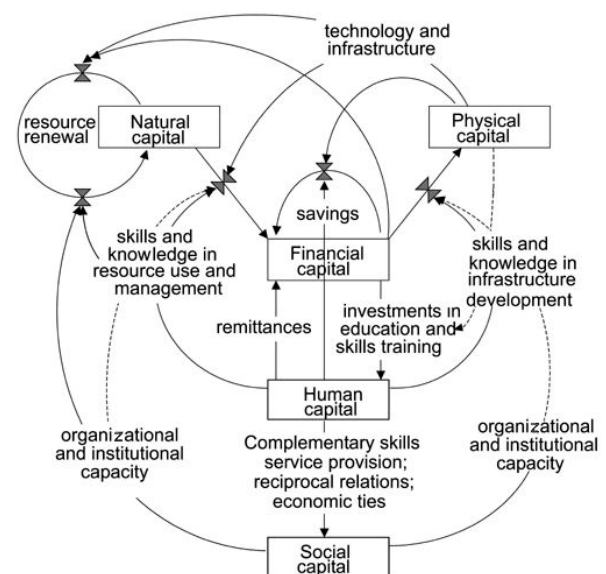 technology and
infrastructure
resource
renewal
Natural
capital
Physical
capital
savings
skills and
knowledge in
resource use and
management
Financial
capital
skills and
knowledge in
infrastructure
development
remittances
investments in
education and
skills training
Human
capital
organizational
and institutional
capacity
Complementary skills
service provision;
reciprocal relations;
economic ties
organizational
and institutional
capacity
Social
capital